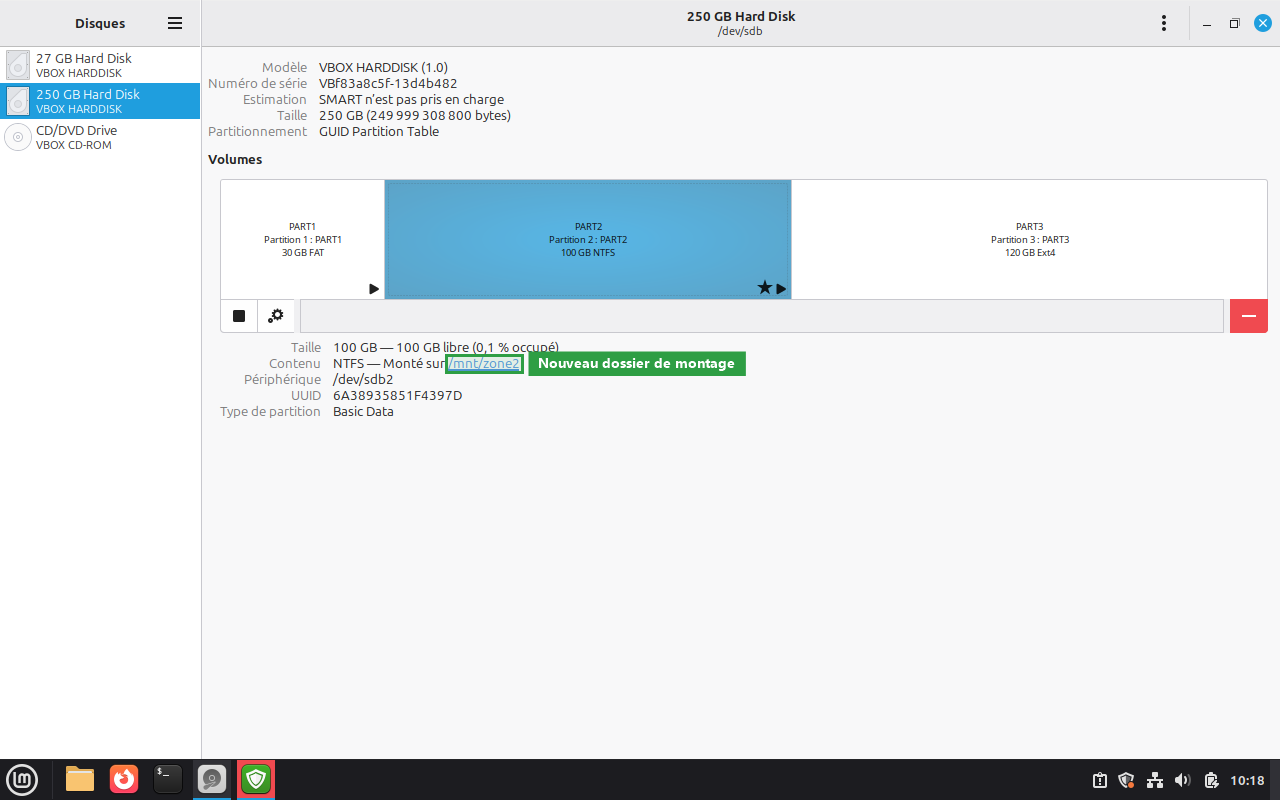 Disques
250 GB Hard Disk
/dev/sdb
27 GB Hard Disk
VBOX HARDDISK
250 GB Hard Disk
VBOX HARDDISK
CD/DVD Drive
VBOX CD-ROM
Modèle VBOX HARDDISK (1.0)
Numéro de série VBf83a8c5f-13d4b482
Estimation SMART n’est pas pris en charge
Taille 250 GB (249 999 308 800 bytes)
Partitionnement GUID Partition Table
Volumes
PART1
Partition 1 : PART1
30 GB FAT
PART2
Partition 2 : PART2
100 GB NTFS
PART3
Partition 3 : PART3
120 GB Ext4
Taille 100 GB — 100 GB libre (0,1 % occupé)
Contenu NTFS — Monté sur /mnt/zone2 Nouveau dossier de montage
Périphérique /dev/sdb2
UUID 6A38935851F4397D
Type de partition Basic Data
lm
$_
10:18